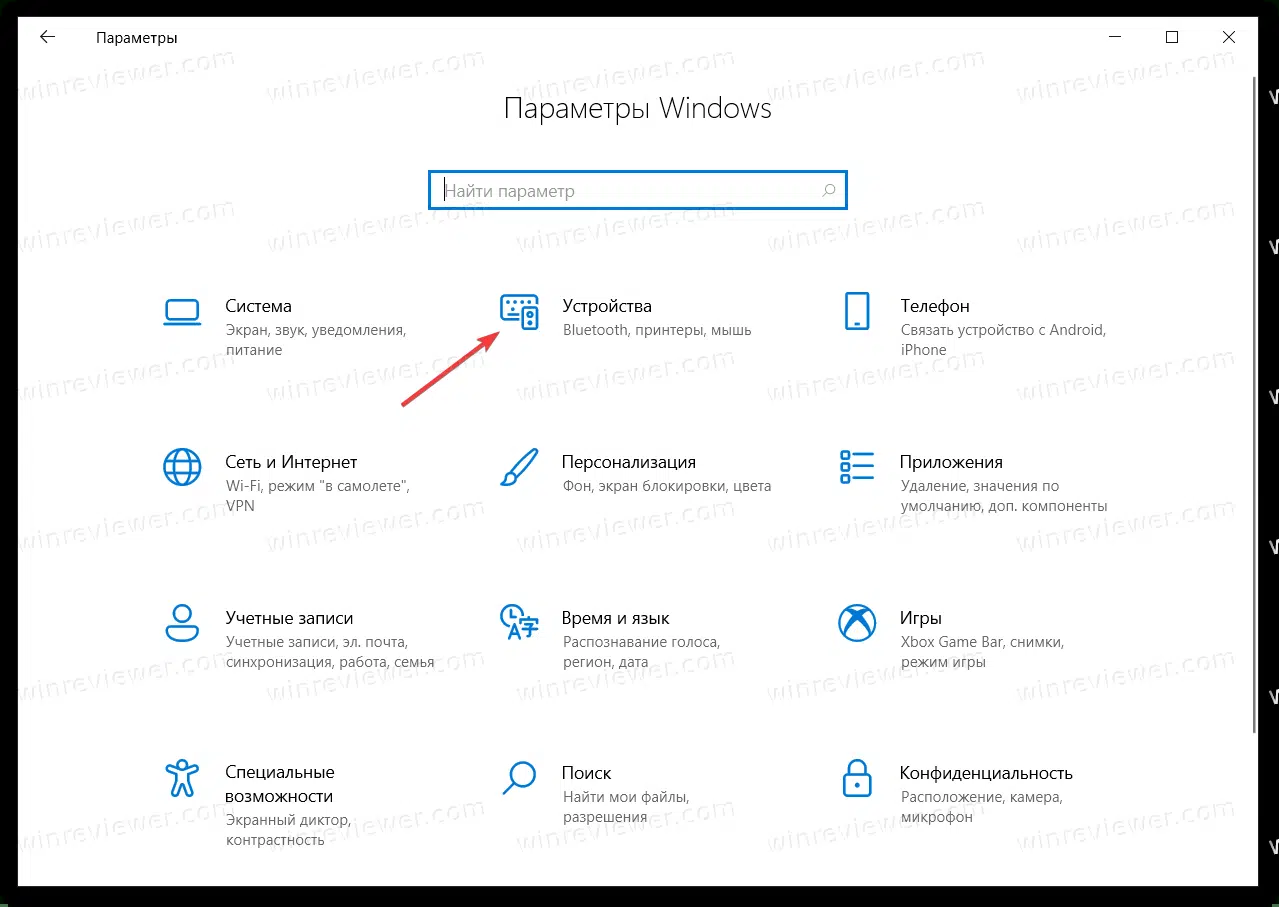 Параметры
Параметры Windows
Найти параметр
Система
Экран, звук, уведомления,
питание
Устройства
Bluetooth, принтеры, мышь
Телефон
Связать устройство с Android,
iPhone
Сеть и Интернет
Wi-Fi, режим "в самолете",
VPN
Персонализация
Фон, экран блокировки, цвета
Приложения
Удаление, значения по
умолчанию, доп. компоненты
Учетные записи
Учетные записи, эл. почта,
синхронизация, работа, семья
Время и язык
Распознавание голоса,
регион, дата
Игры
Xbox Game Bar, снимки,
режим игры
Специальные
возможности
Экранный диктор,
контрастность
Поиск
Найти мои файлы,
разрешения
Конфиденциальность
Расположение, камера,
микрофон
winreviewer.com